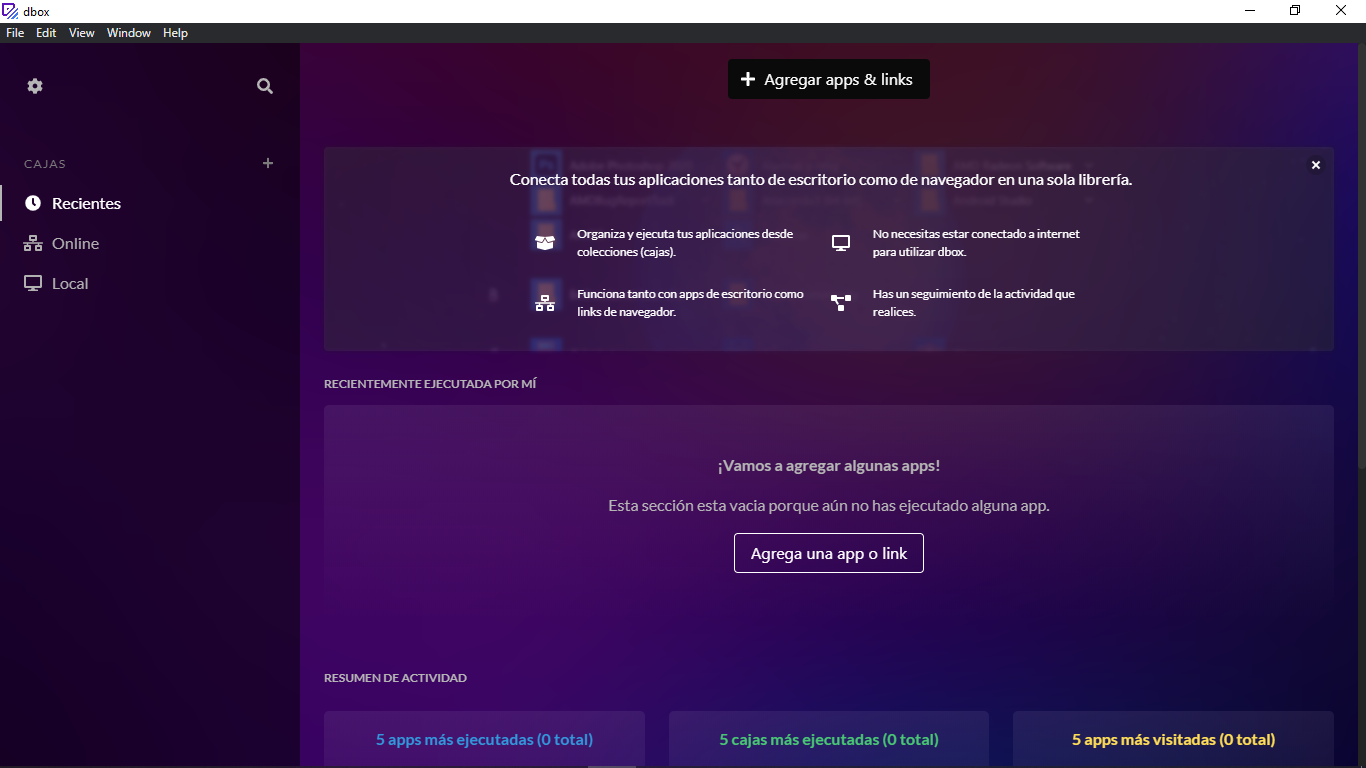 dbox
File Edit View Window Help
Agregar apps & links
CAJAS
Recientes
Online
Local
Conecta todas tus aplicaciones tanto de escritorio como de navegador en una sola librería.
Organiza y ejecuta tus aplicaciones desde
colecciones (cajas).
No necesitas estar conectado a internet
para utilizar dbox.
Funciona tanto con apps de escritorio como
links de navegador.
Has un seguimiento de la actividad que
realices.
RECIENTEMENTE EJECUTADA POR MÍ
¡Vamos a agregar algunas apps!
Esta sección esta vacia porque aún no has ejecutado alguna app.
Agrega una app o link
RESUMEN DE ACTIVIDAD
5 apps más ejecutadas (0 total)
5 cajas más ejecutadas (0 total)
5 apps más visitadas (0 total)